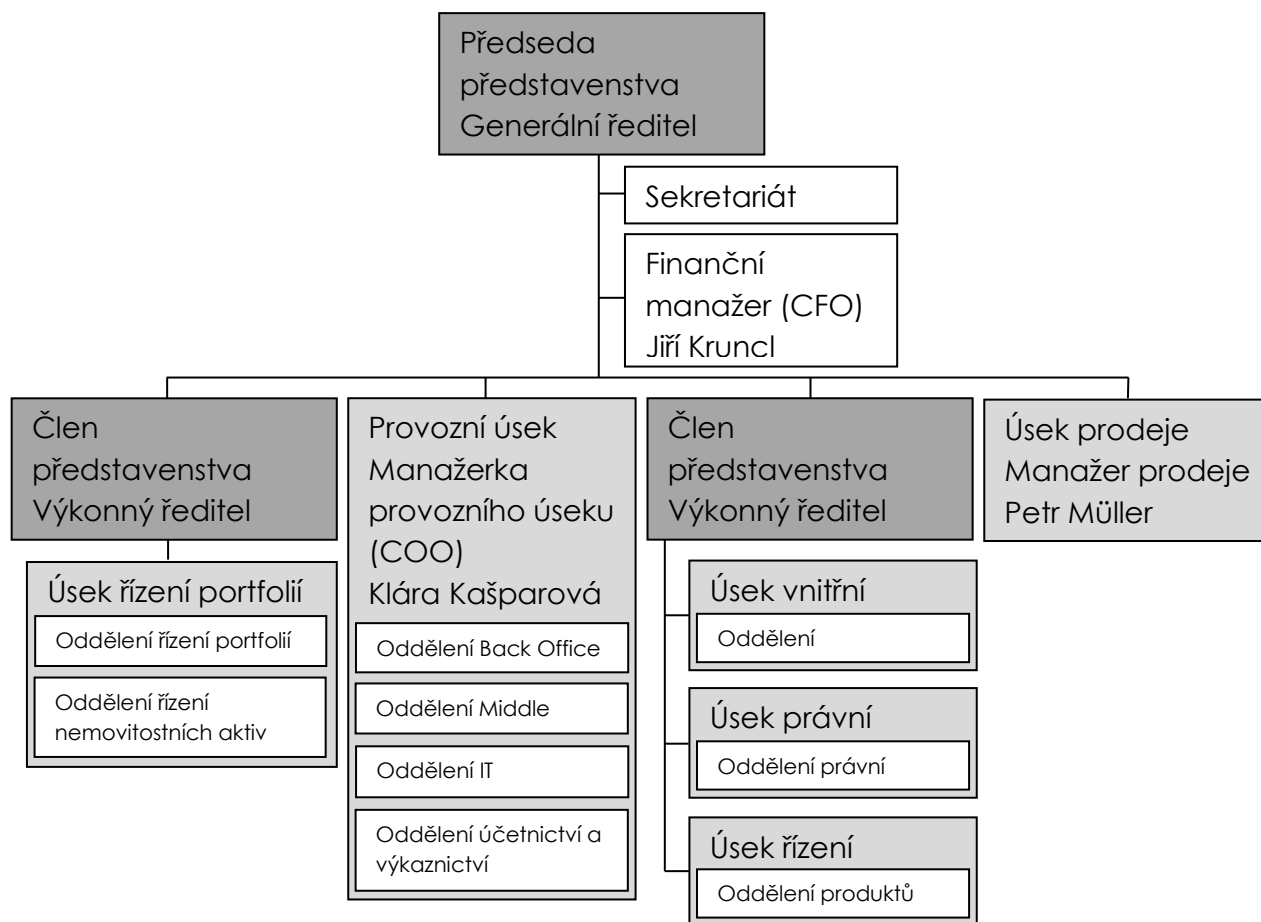 Předseda
představenstva
Generální ředitel
Sekretariát
Finanční
manažer (CFO)
Jiří Kruncl
Člen
představenstva
Výkonný ředitel
Úsek řízení portfolií
Oddělení řízení portfolií
Oddělení řízení
nemovitostních aktiv
Provozní úsek
Manažerka
provozního úseku
(COO)
Klára Kašparová
Oddělení Back Office
Oddělení Middle
Oddělení IT
Oddělení účetnictví a
výkaznictví
Člen
představenstva
Výkonný ředitel
Úsek vnitřní
Oddělení
Úsek právní
Oddělení právní
Úsek řízení
Oddělení produktů
Úsek prodeje
Manažer prodeje
Petr Müller